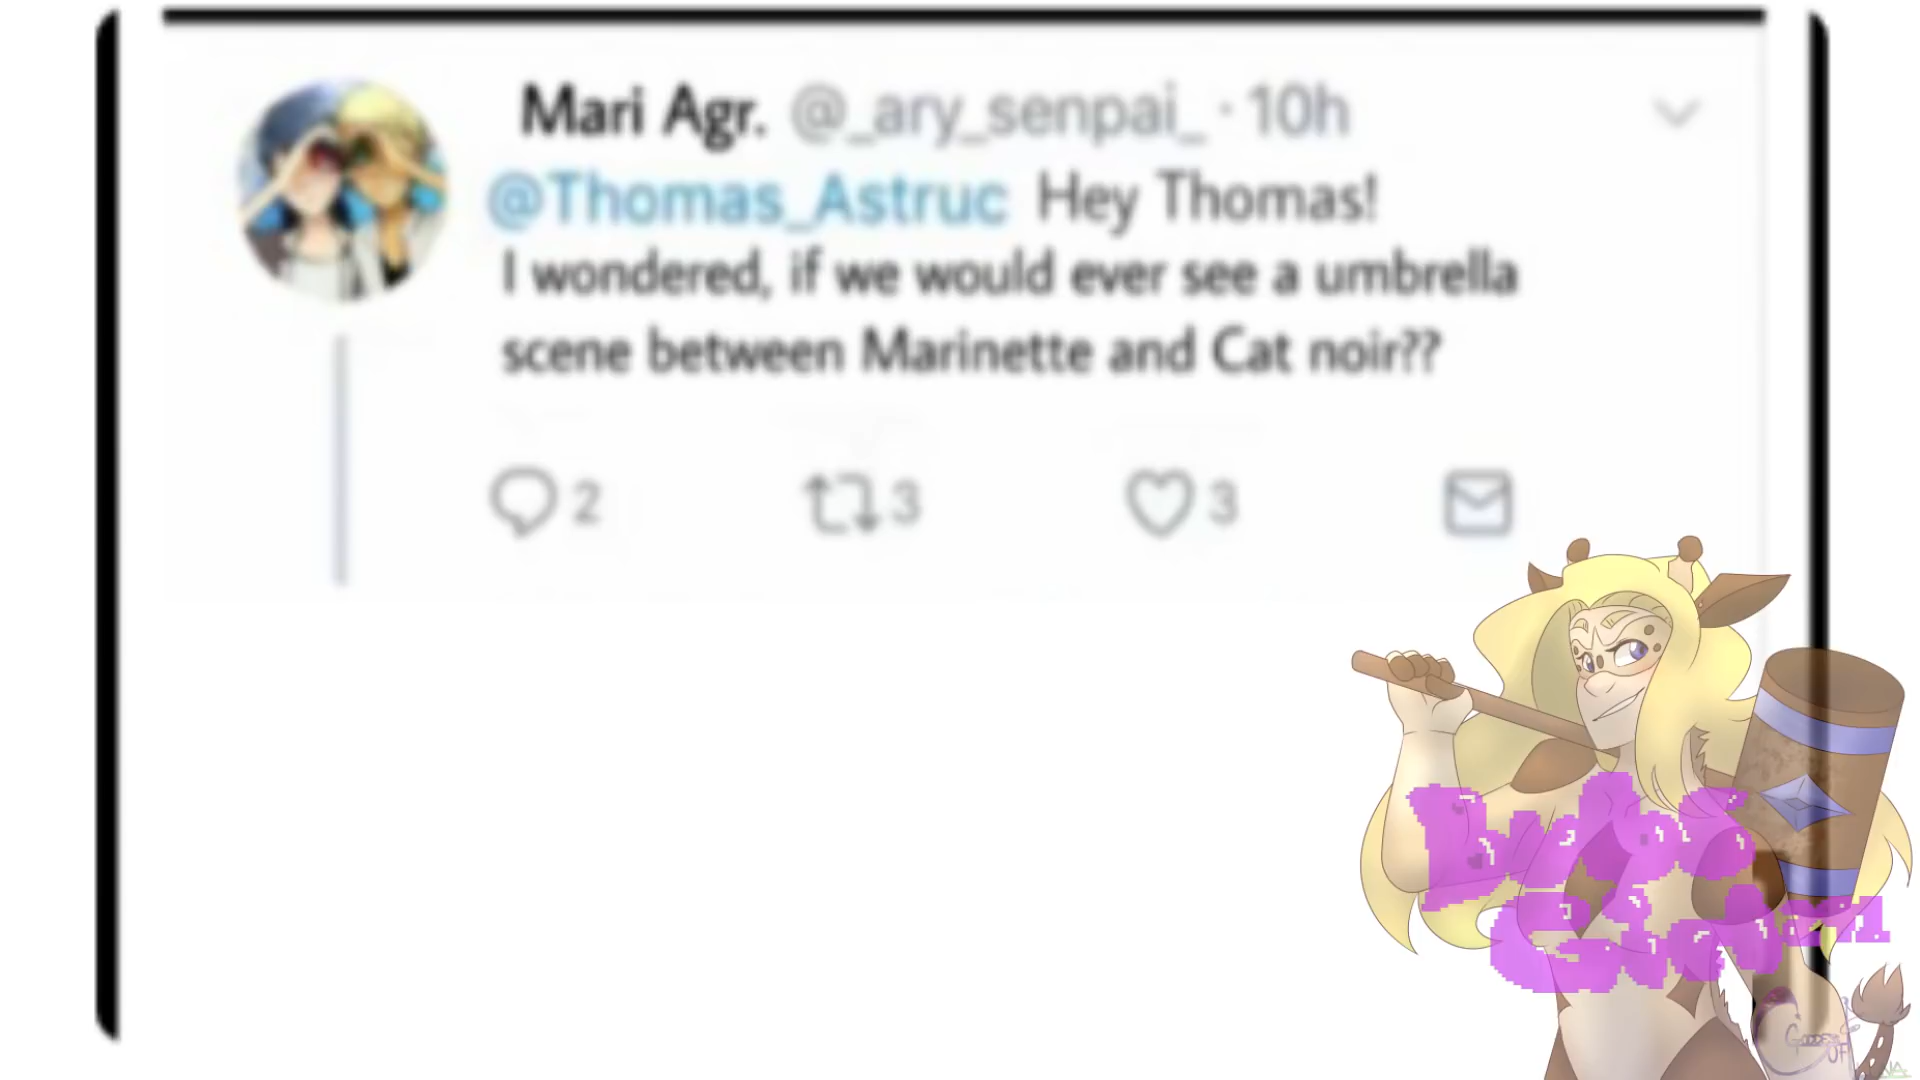 Mari Agr. @_ary_senpai_ · 10h
@Thomas_Astruc Hey Thomas!
I wondered, if we would ever see a umbrella
scene between Marinette and Cat noir??
2 3 3